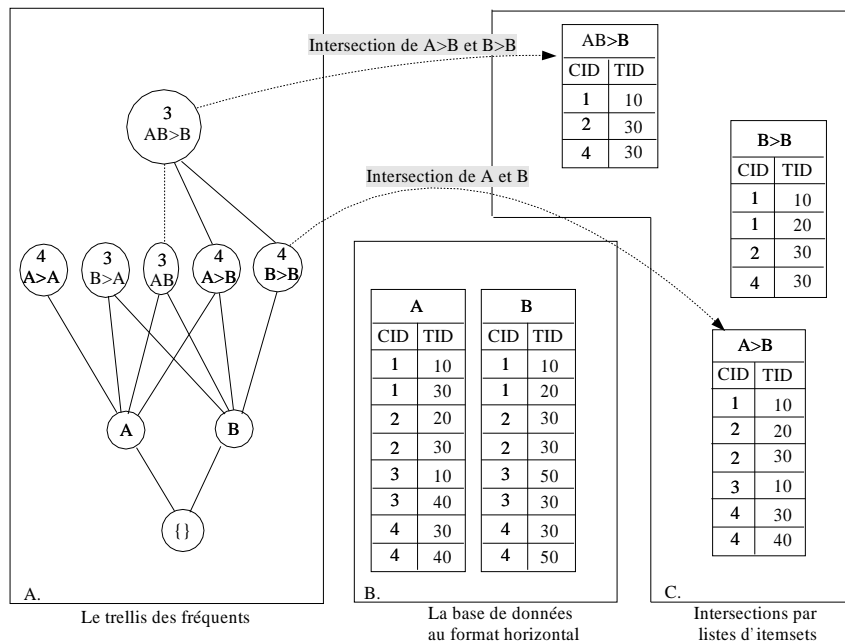 Intersection de A>B et B>B
3
AB>B
Intersection de A et B
4
A>A
3
B>A
3
AB
4
A>B
4
B>B
A
B
{}
A.
Le trellis des fréquents
A
CID TID
1 10
1 30
2 20
2 30
3 10
3 40
4 30
4 40
B
CID TID
1 10
1 20
2 30
2 30
3 50
3 30
4 30
4 50
B.
La base de données
au format horizontal
AB>B
CID TID
1 10
2 30
4 30
B>B
CID TID
1 10
1 20
2 30
4 30
A>B
CID TID
1 10
2 20
2 30
3 10
4 30
4 40
C.
Intersections par
listes d'itemsets